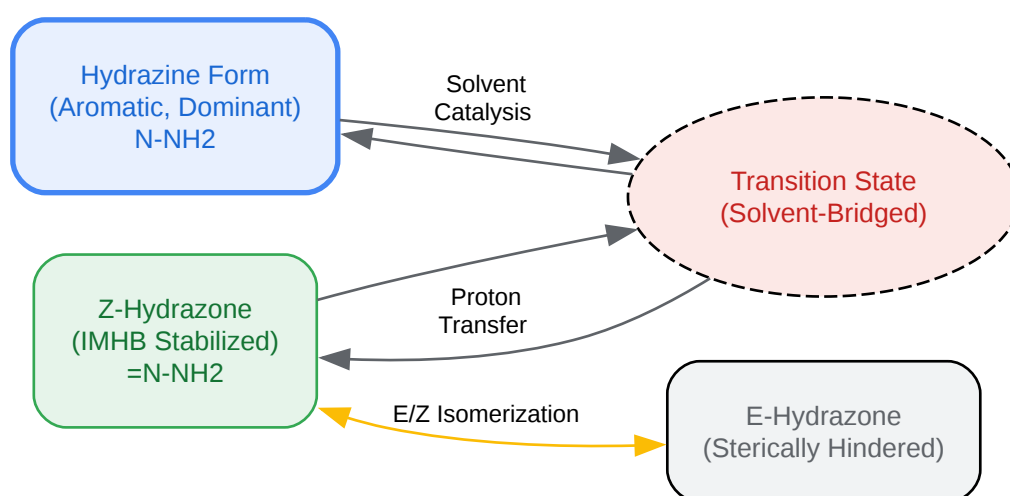 Hydrazine Form
(Aromatic, Dominant)
N-NH2
Solvent
Catalysis
Transition State
(Solvent-Bridged)
Z-Hydrazone
(IMHB Stabilized)
=N-NH2
Proton
Transfer
E/Z Isomerization
E-Hydrazone
(Sterically Hindered)